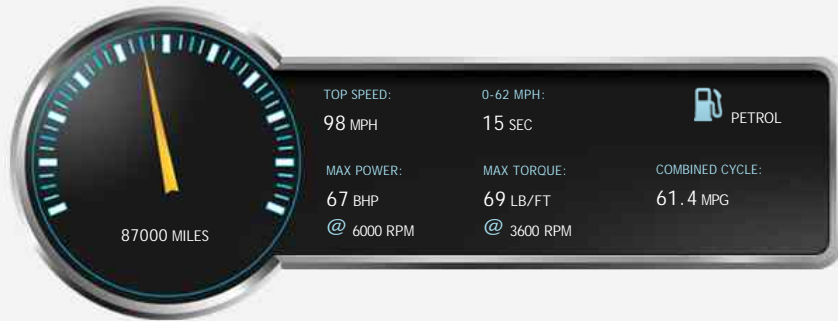 TOP SPEED:
98 MPH
0-62 MPH:
15 SEC
PETROL
MAX POWER:
67 BHP
@ 6000 RPM
MAX TORQUE:
69 LB/FT
@ 3600 RPM
COMBINED CYCLE:
61.4 MPG
87000 MILES